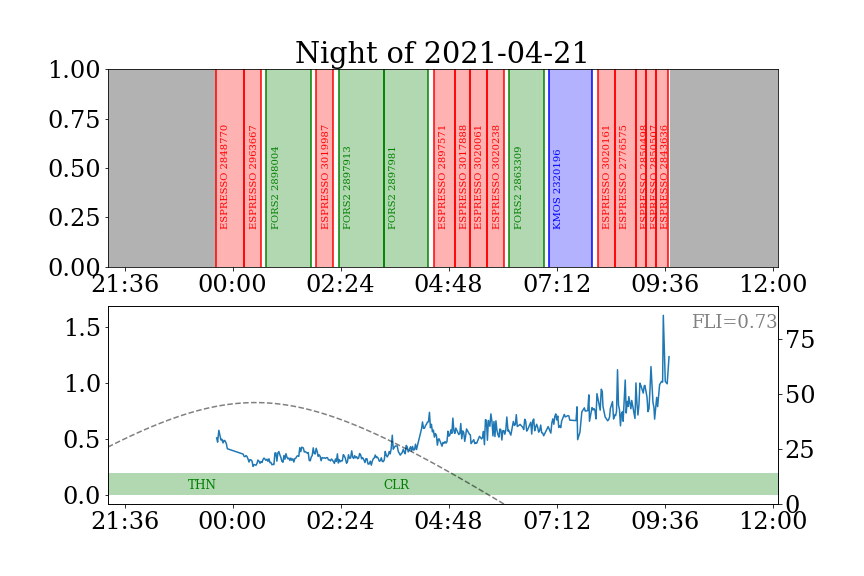 Night of 2021-04-21
1.00
0.75
0.50
0.25
0.00
ESPRESSO 2848770
ESPRESSO 2963667
FORS2 2898004
ESPRESSO 3019987
FORS2 2897913
FORS2 2897981
ESPRESSO 2897571
ESPRESSO 3017888
ESPRESSO 3020061
ESPRESSO 3020238
FORS2 2863309
KMOS 2320196
ESPRESSO 3020161
ESPRESSO 2776575
ESPRESSO 2850498
ESPRESSO 2850507
ESPRESSO 2843636
21:36 00:00 02:24 04:48 07:12 09:36 12:00
FLI=0.73
1.5
1.0
0.5
0.0
75
50
25
0
THN CLR
21:36 00:00 02:24 04:48 07:12 09:36 12:00